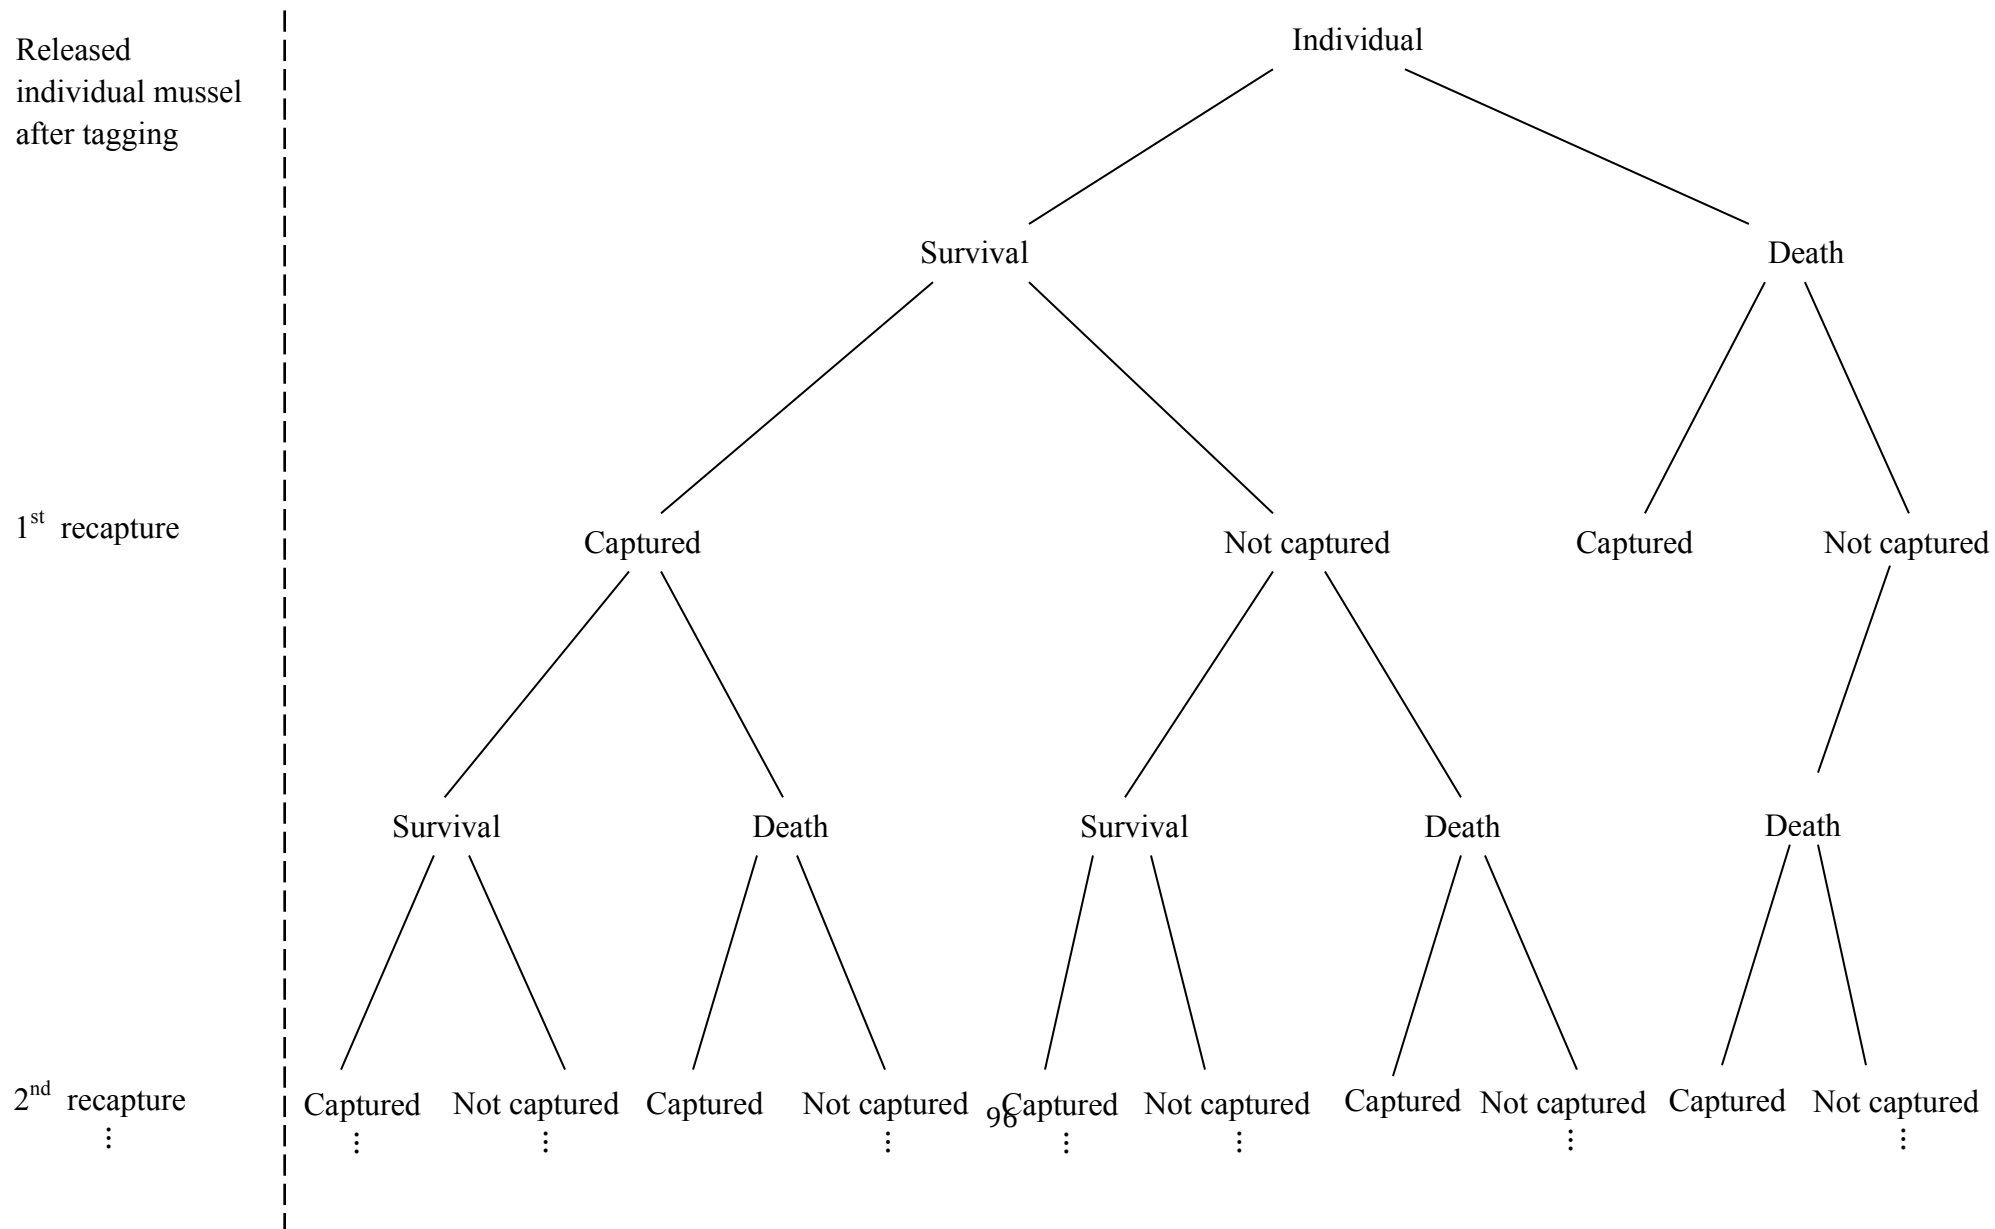 Released
individual mussel
after tagging
Individual
Survival
Death
1st recapture
Captured
Not captured
Captured
Not captured
Survival
Death
Survival
Death
Death
2nd recapture
Captured
Not captured
Captured
Not captured
96
Captured
Not captured
Captured
Not captured
Captured
Not captured